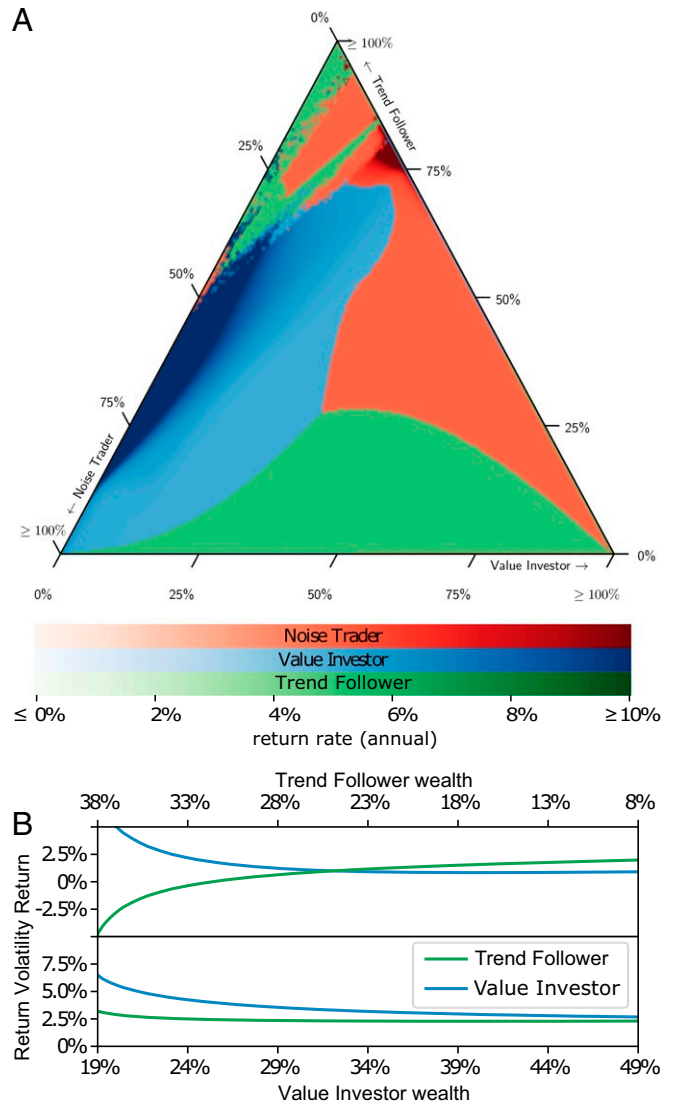 A
0%
≥ 100%
← Trend Follower
25%
75%
50%
50%
75%
25%
← Noise Trader
≥ 100%
0%
Value Investor →
0%
25%
50%
75%
≥ 100%
Noise Trader
Value Investor
Trend Follower
≤ 0%
2%
4%
6%
8%
≥10%
return rate (annual)
Trend Follower wealth
38%
33%
28%
23%
18%
13%
8%
B
Return
2.5%
0%
-2.5%
Return Volatility
7.5%
5.0%
2.5%
0%
Trend Follower
Value Investor
19%
24%
29%
34%
39%
44%
49%
Value Investor wealth